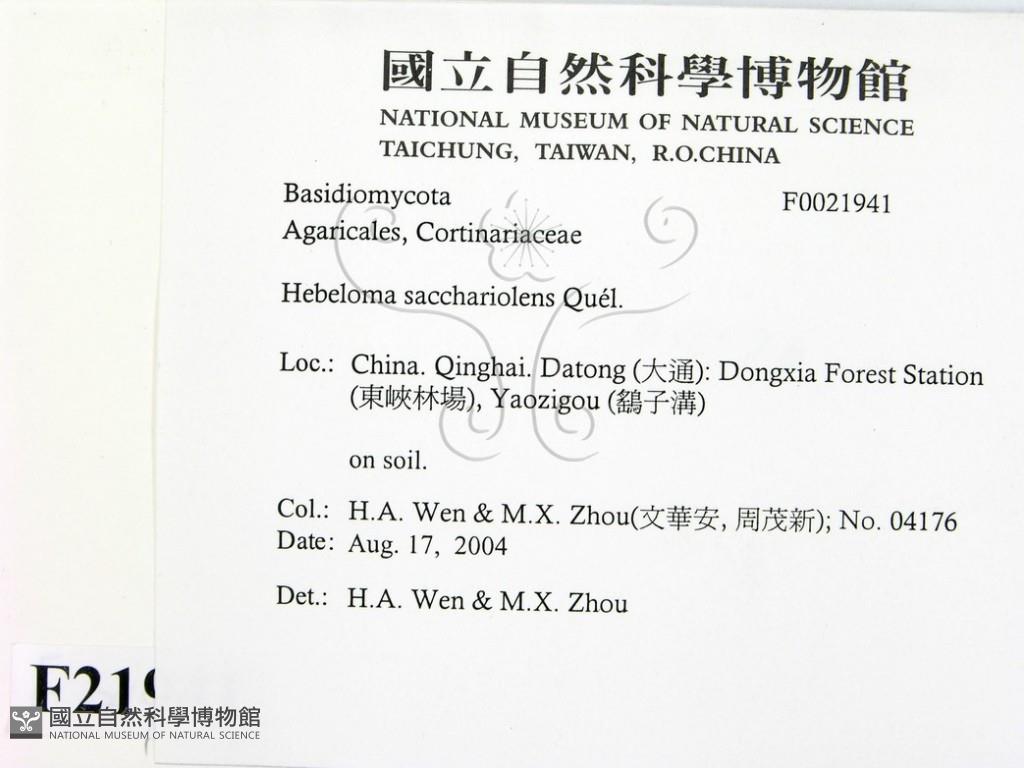 國立自然科學博物館
NATIONAL MUSEUM OF NATURAL SCIENCE
TAICHUNG, TAIWAN, R.O.CHINA
Basidiomycota F0021941
Agaricales, Cortinariaceae
Hebeloma sacchariolens Quél.
Loc.: China. Qinghai. Datong (大通): Dongxia Forest Station
(東峽林場), Yaozigou (鷂子溝)
on soil.
Col.: H.A. Wen & M.X. Zhou(文華安, 周茂新); No. 04176
Date: Aug. 17, 2004
Det.: H.A. Wen & M.X. Zhou
F219
國立自然科學博物館
NATIONAL MUSEUM OF NATURAL SCIENCE